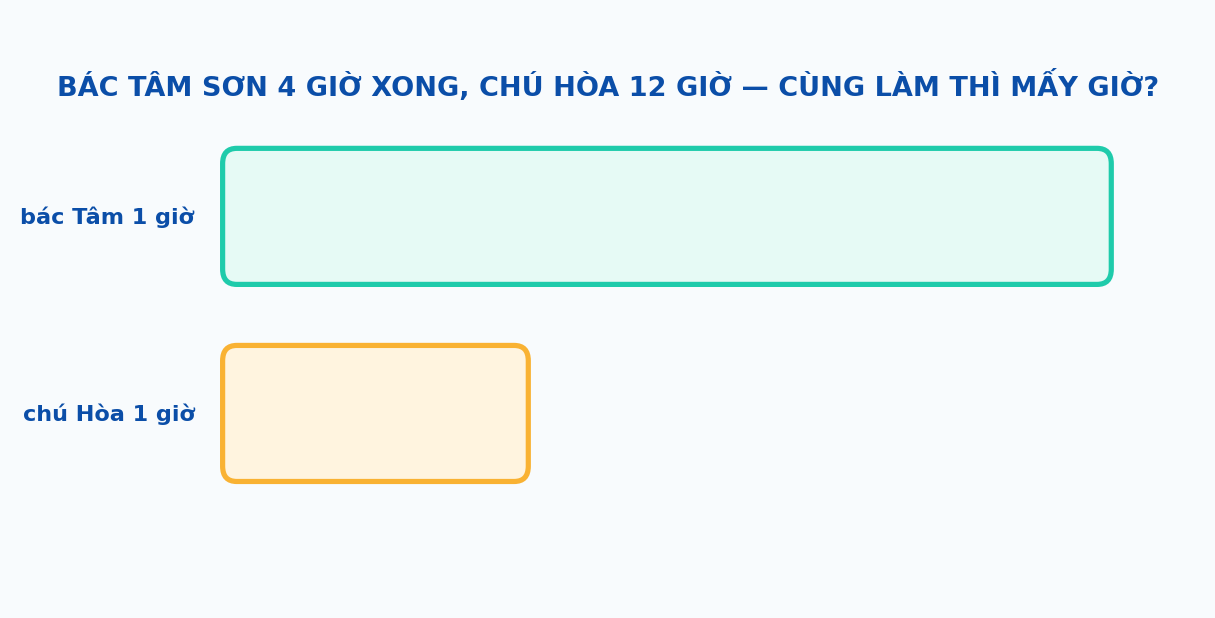 BÁC TÂM SƠN 4 GIỜ XONG, CHÚ HÒA 12 GIỜ — CÙNG LÀM THÌ MẤY GIỜ?
bác Tâm 1 giờ
chú Hòa 1 giờ